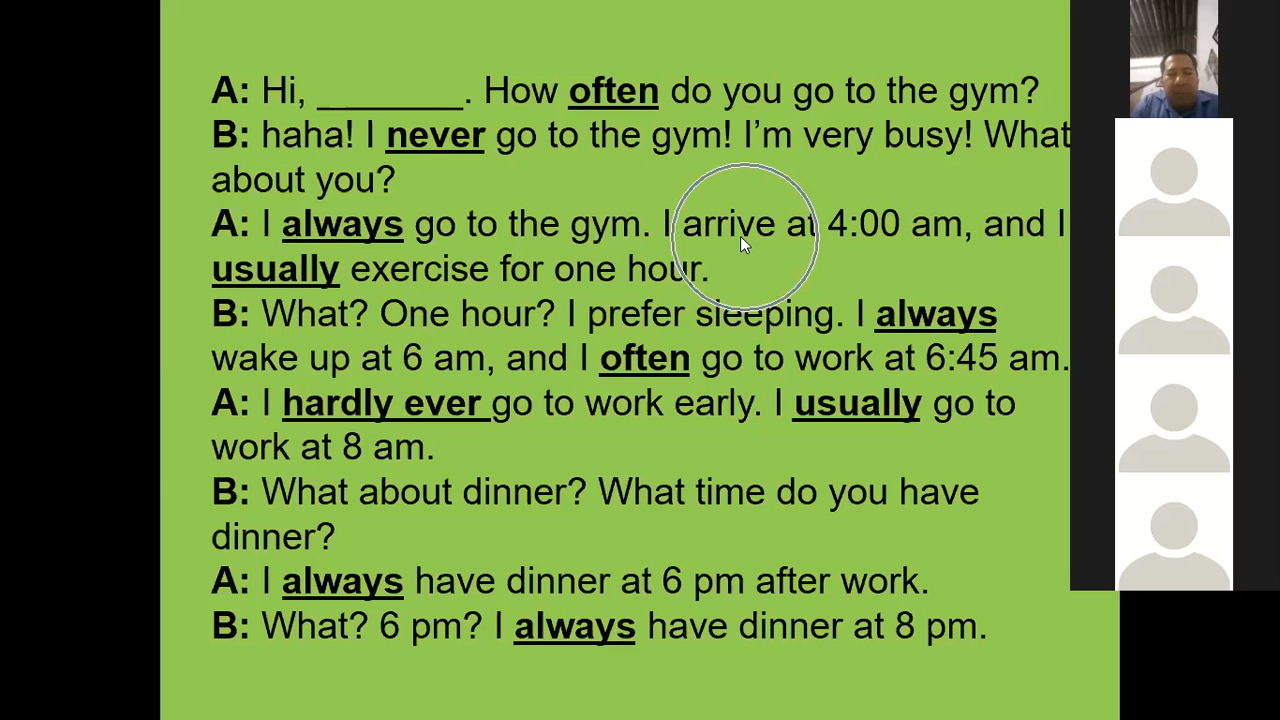 A: Hi, _ ______. How often do you go to the gym?
B: haha! I never go to the gym! I’m very busy! What
about you?
A: I always go to the gym. I arrive at 4:00 am, and I
usually exercise for one hour.
B: What? One hour? I prefer sleeping. I always
wake up at 6 am, and I often go to work at 6:45 am.
A: I hardly ever go to work early. I usually go to
work at 8 am.
B: What about dinner? What time do you have
dinner?
A: I always have dinner at 6 pm after work.
B: What? 6 pm? I always have dinner at 8 pm.